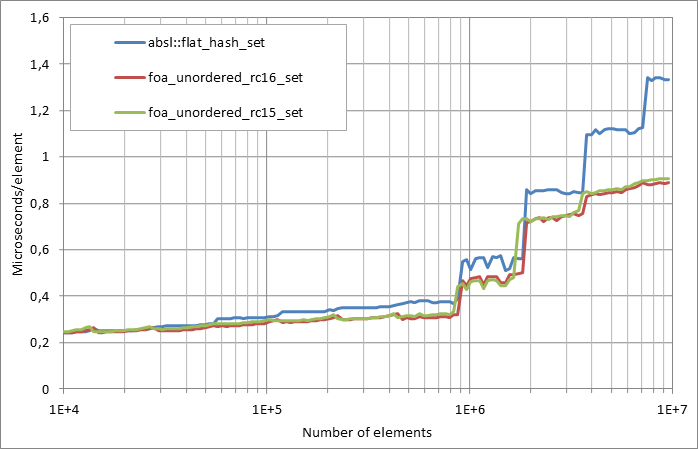 1,6
1,4
1,2
1
0,8
0,6
0,4
0,2
0
Microseconds/element
absl::flat_hash_set
foa_unordered_rc16_set
foa_unordered_rc15_set
1E+4
1E+5
1E+6
1E+7
Number of elements